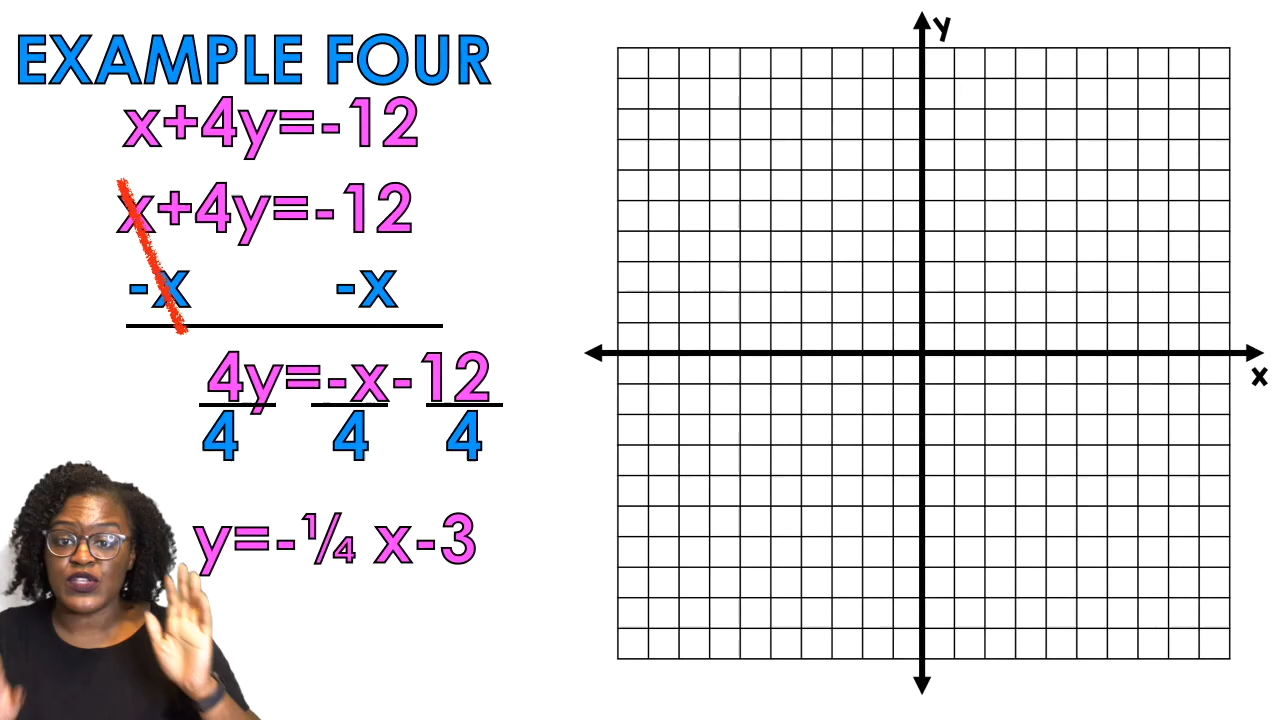 EXAMPLE FOUR
x+4y=-12
x+4y=-12
-x -x
4y=-x-12
4 4 4
y=-¼ x-3
y
x